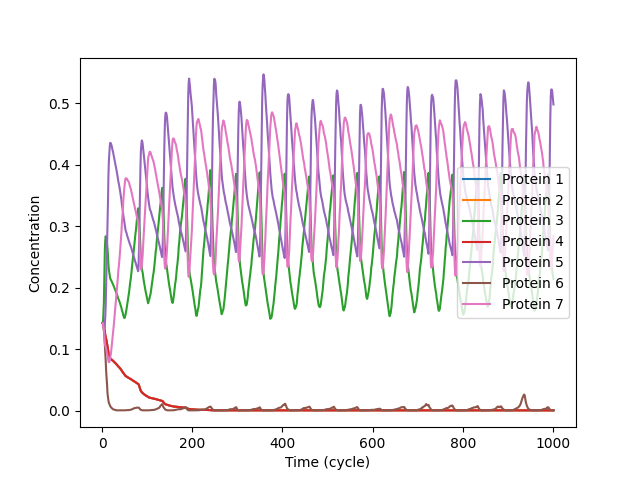 Concentration
0.5
0.4
0.3
0.2
0.1
0.0
0
200
400
600
800
1000
Time (cycle)
Protein 1
Protein 2
Protein 3
Protein 4
Protein 5
Protein 6
Protein 7